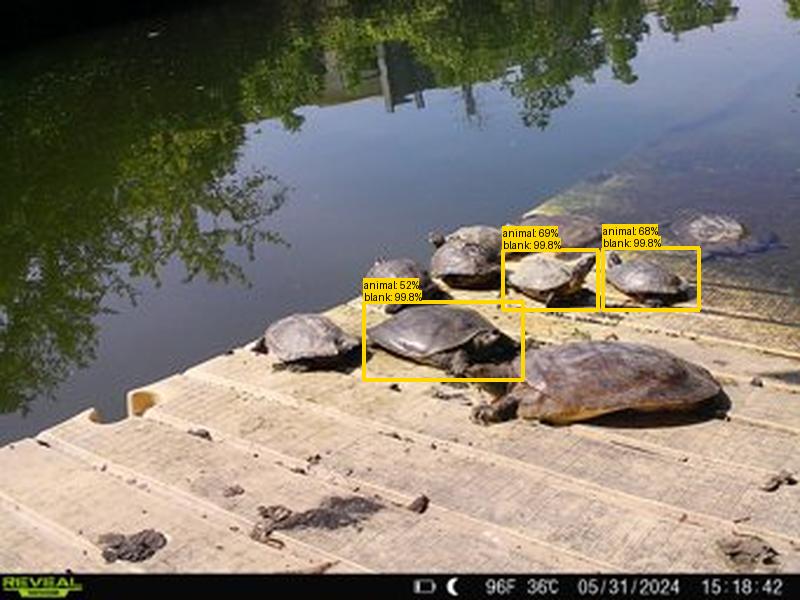 animal: 69%
blank: 99.8%
animal: 68%
blank: 99.8%
animal: 52%
blank: 99.8%
REVEAL
96F 36°C 05/31/2024 15:18:42